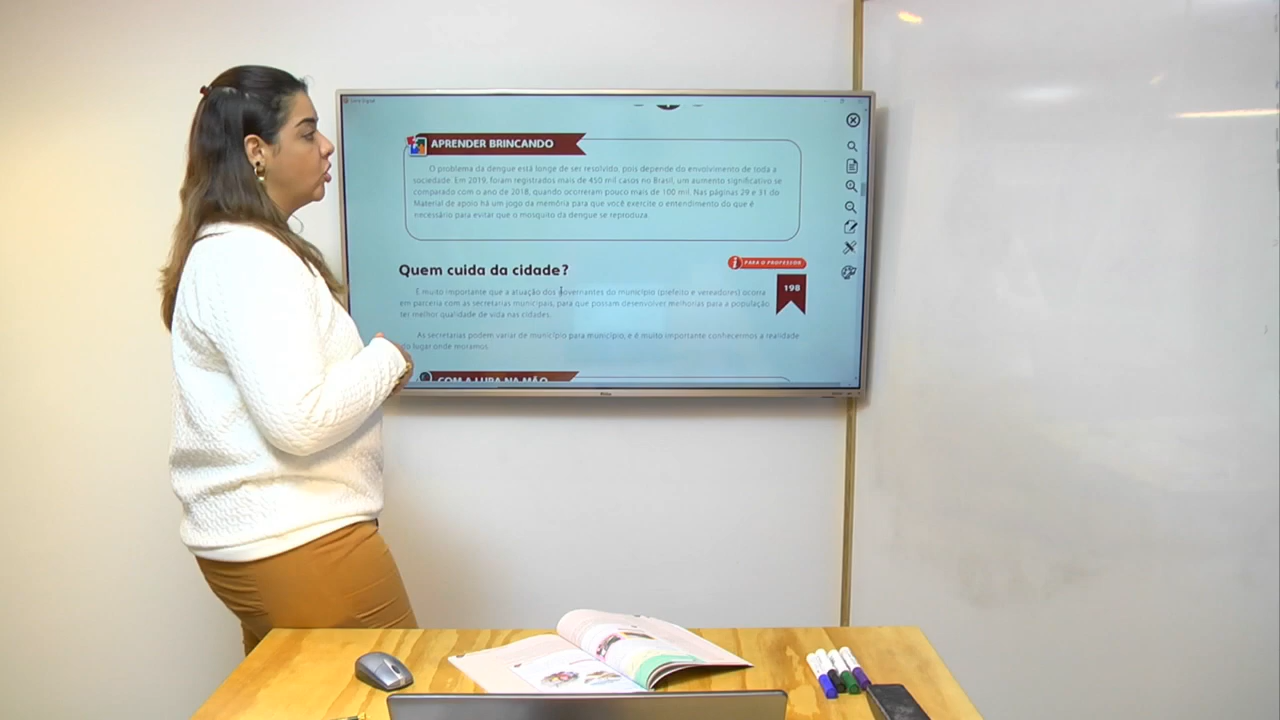 Livro Digital
APRENDER BRINCANDO
O problema da dengue está longe de ser resolvido, pois depende do envolvimento de toda a
sociedade. Em 2019, foram registrados mais de 450 mil casos no Brasil, um aumento significativo se
comparado com o ano de 2018, quando ocorreram pouco mais de 100 mil. Nas páginas 29 e 31 do
Material de apoio há um jogo da memória para que você exercite o entendimento do que é
necessário para evitar que o mosquito da dengue se reproduza.
PARA O PROFESSOR
Quem cuida da cidade?
198
É muito importante que a atuação dos governantes do município (prefeito e vereadores) ocorra
em parceria com as secretarias municipais, para que possam desenvolver melhorias para a população
ter melhor qualidade de vida nas cidades.
As secretarias podem variar de município para município, e é muito importante conhecermos a realidade
do lugar onde moramos.
COM A LUPA NA MÃO